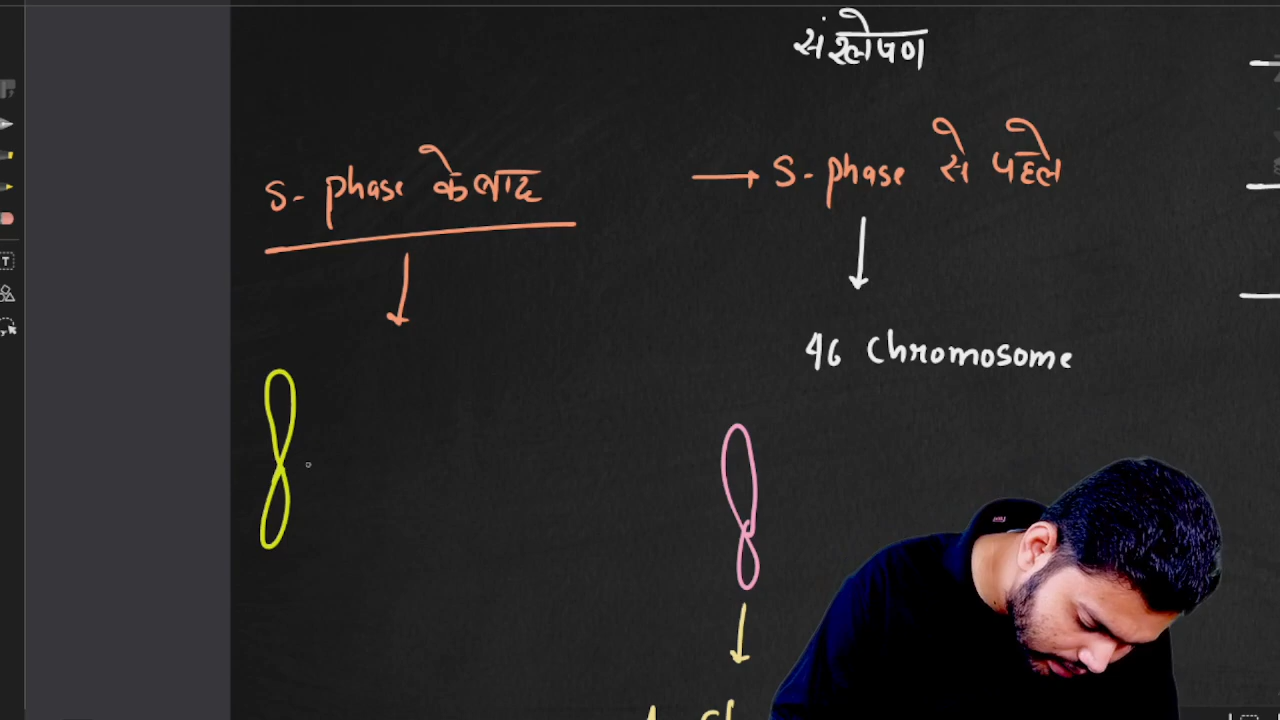 संश्लेषण
S- phase के बाद
→ S- phase से पहले
46 Chromosome